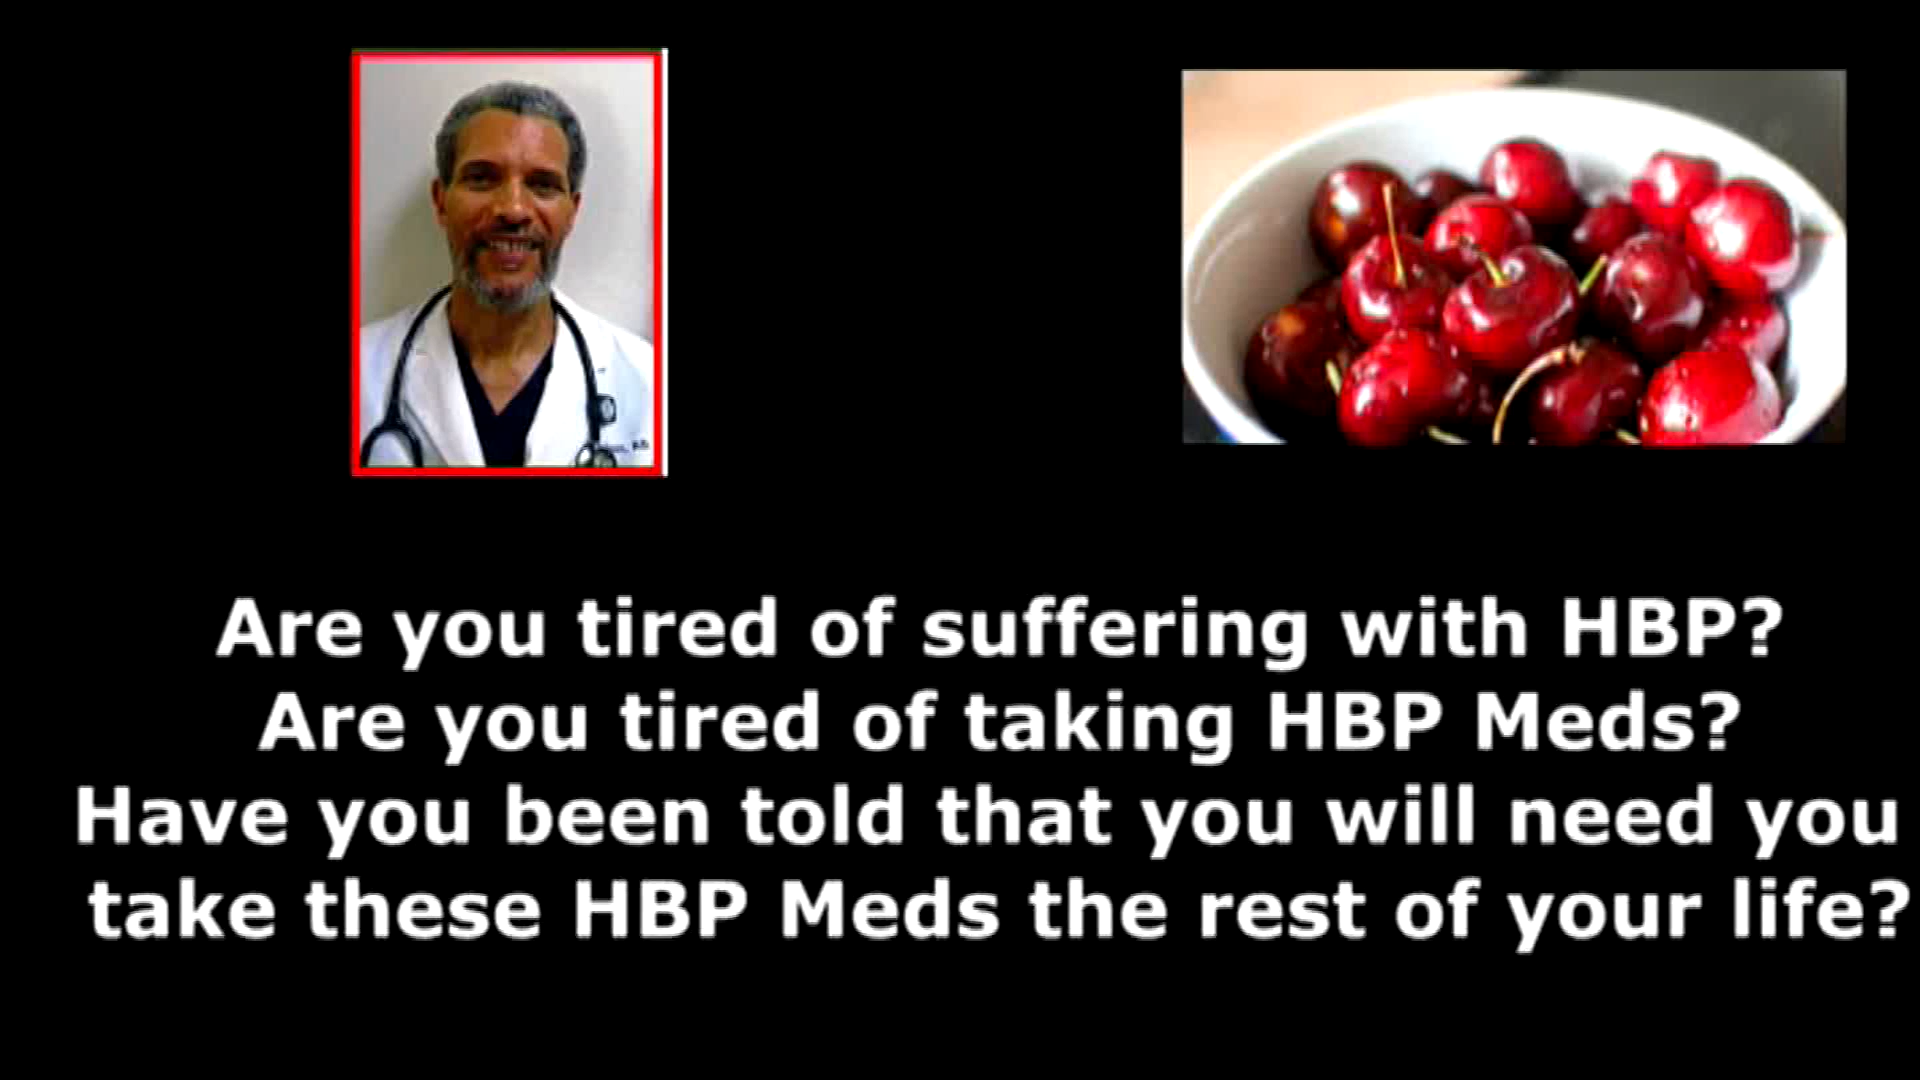 Are you tired of suffering with HBP?
Are you tired of taking HBP Meds?
Have you been told that you will need you
take these HBP Meds the rest of your life?